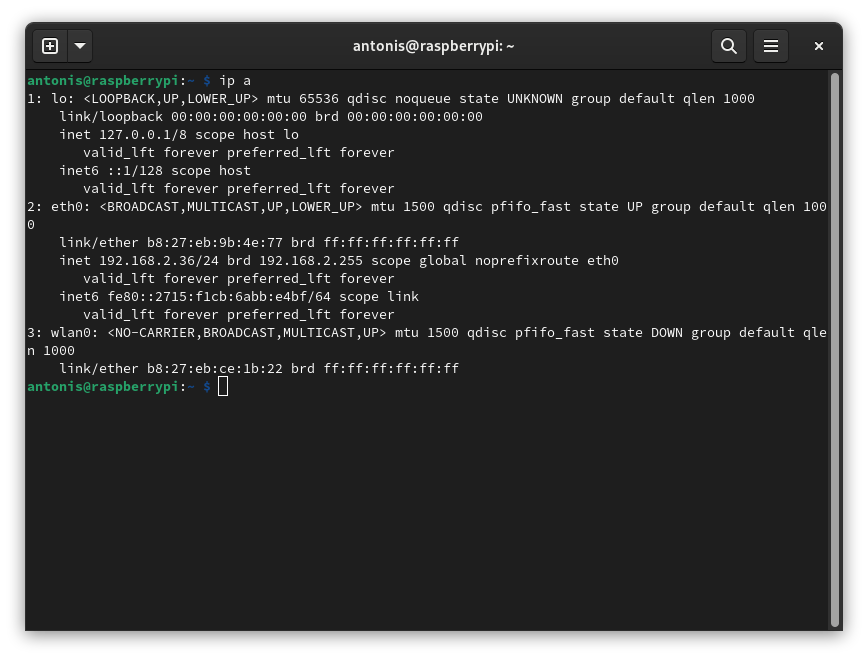 antonis@raspberrypi: ~
antonis@raspberrypi:~ $ ip a
1: lo: <LOOPBACK,UP,LOWER_UP> mtu 65536 qdisc noqueue state UNKNOWN group default qlen 1000
    link/loopback 00:00:00:00:00:00 brd 00:00:00:00:00:00
    inet 127.0.0.1/8 scope host lo
       valid_lft forever preferred_lft forever
    inet6 ::1/128 scope host
       valid_lft forever preferred_lft forever
2: eth0: <BROADCAST,MULTICAST,UP,LOWER_UP> mtu 1500 qdisc pfifo_fast state UP group default qlen 100
0
    link/ether b8:27:eb:9b:4e:77 brd ff:ff:ff:ff:ff:ff
    inet 192.168.2.36/24 brd 192.168.2.255 scope global noprefixroute eth0
       valid_lft forever preferred_lft forever
    inet6 fe80::2715:f1cb:6abb:e4bf/64 scope link
       valid_lft forever preferred_lft forever
3: wlan0: <NO-CARRIER,BROADCAST,MULTICAST,UP> mtu 1500 qdisc pfifo_fast state DOWN group default qle
n 1000
    link/ether b8:27:eb:ce:1b:22 brd ff:ff:ff:ff:ff:ff
antonis@raspberrypi:~ $